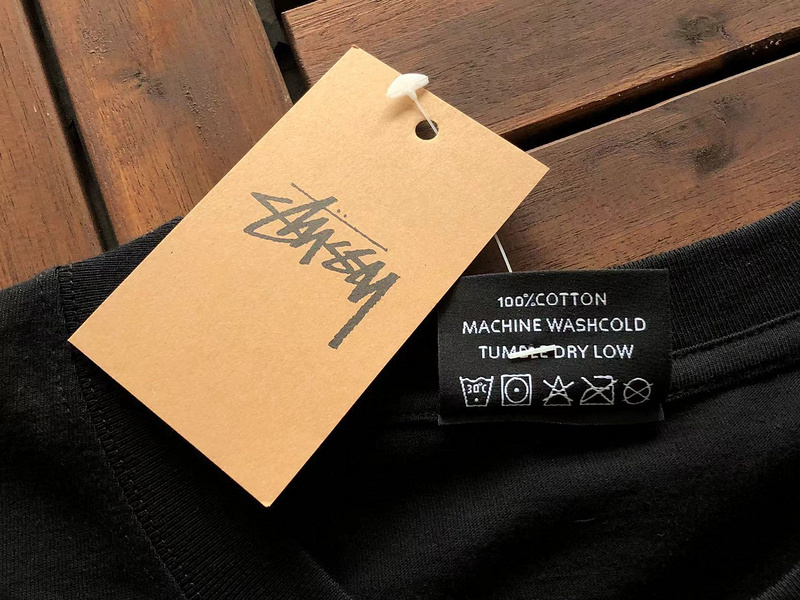 Stüssy
100%COTTON
MACHINE WASHCOLD
TUMBLE DRY LOW
30°C